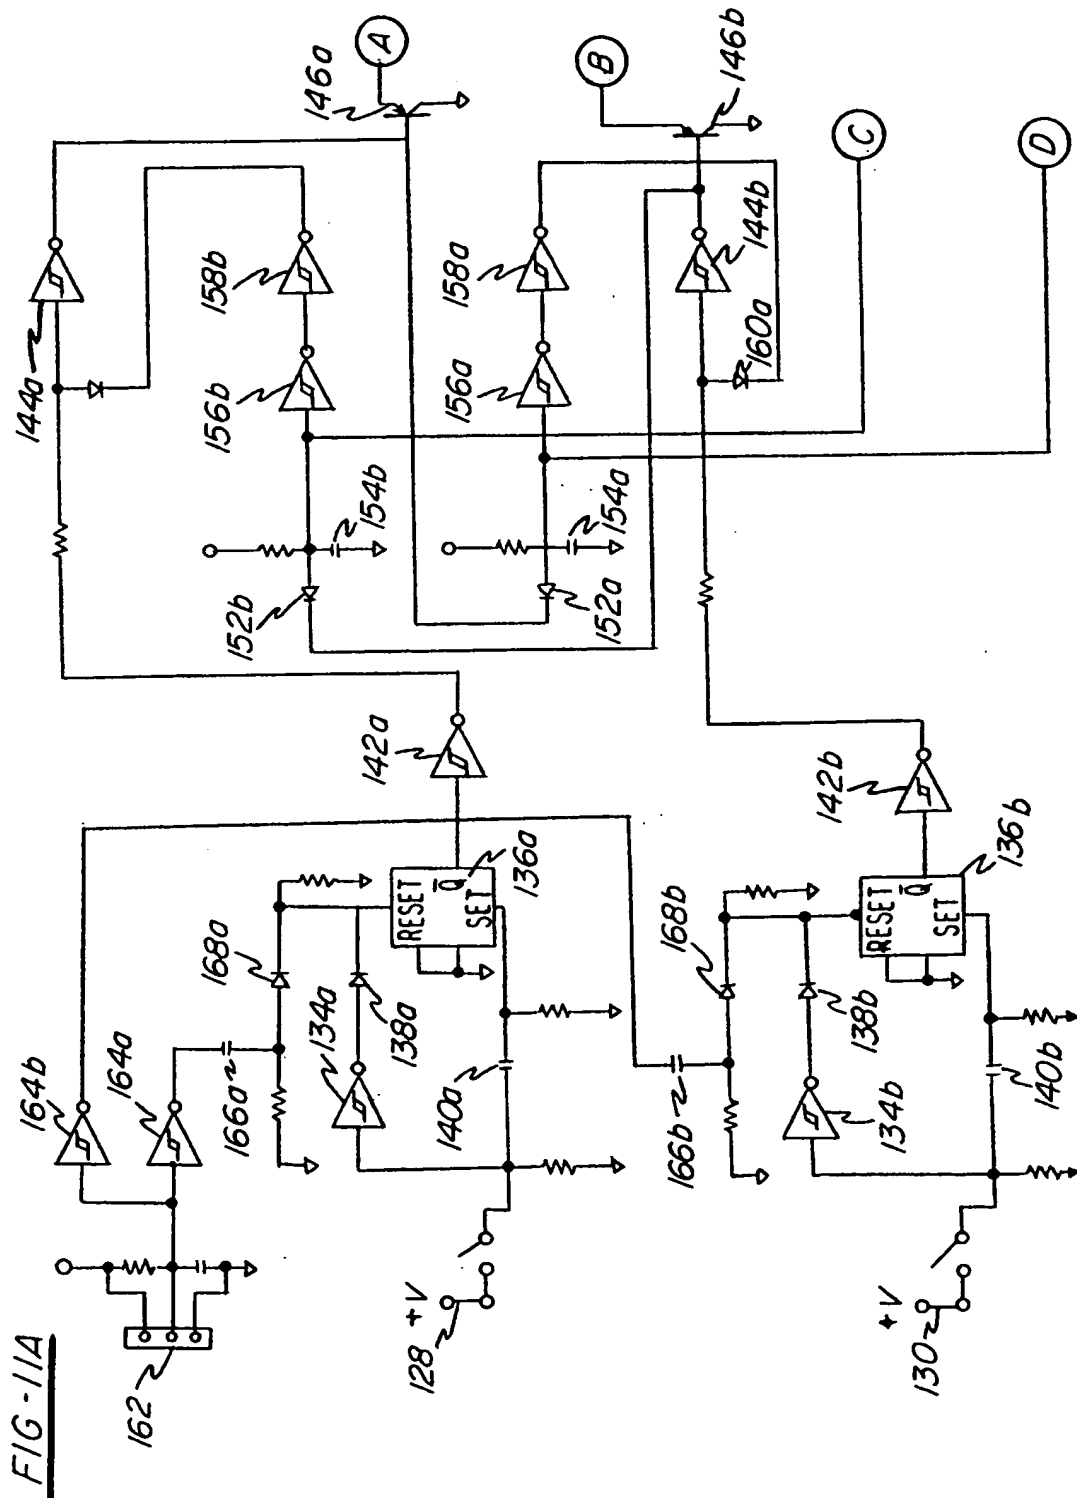 FIG-11A
162
164b
164a
166a
168a
134a
138a
RESET
Q
SET
136a
140a
128
+V
142a
144a
146a
A
152b
154b
156b
158b
152a
154a
156a
158a
B
146b
144b
160a
C
D
166b
168b
134b
138b
RESET
Q
SET
136b
140b
142b
130
+V